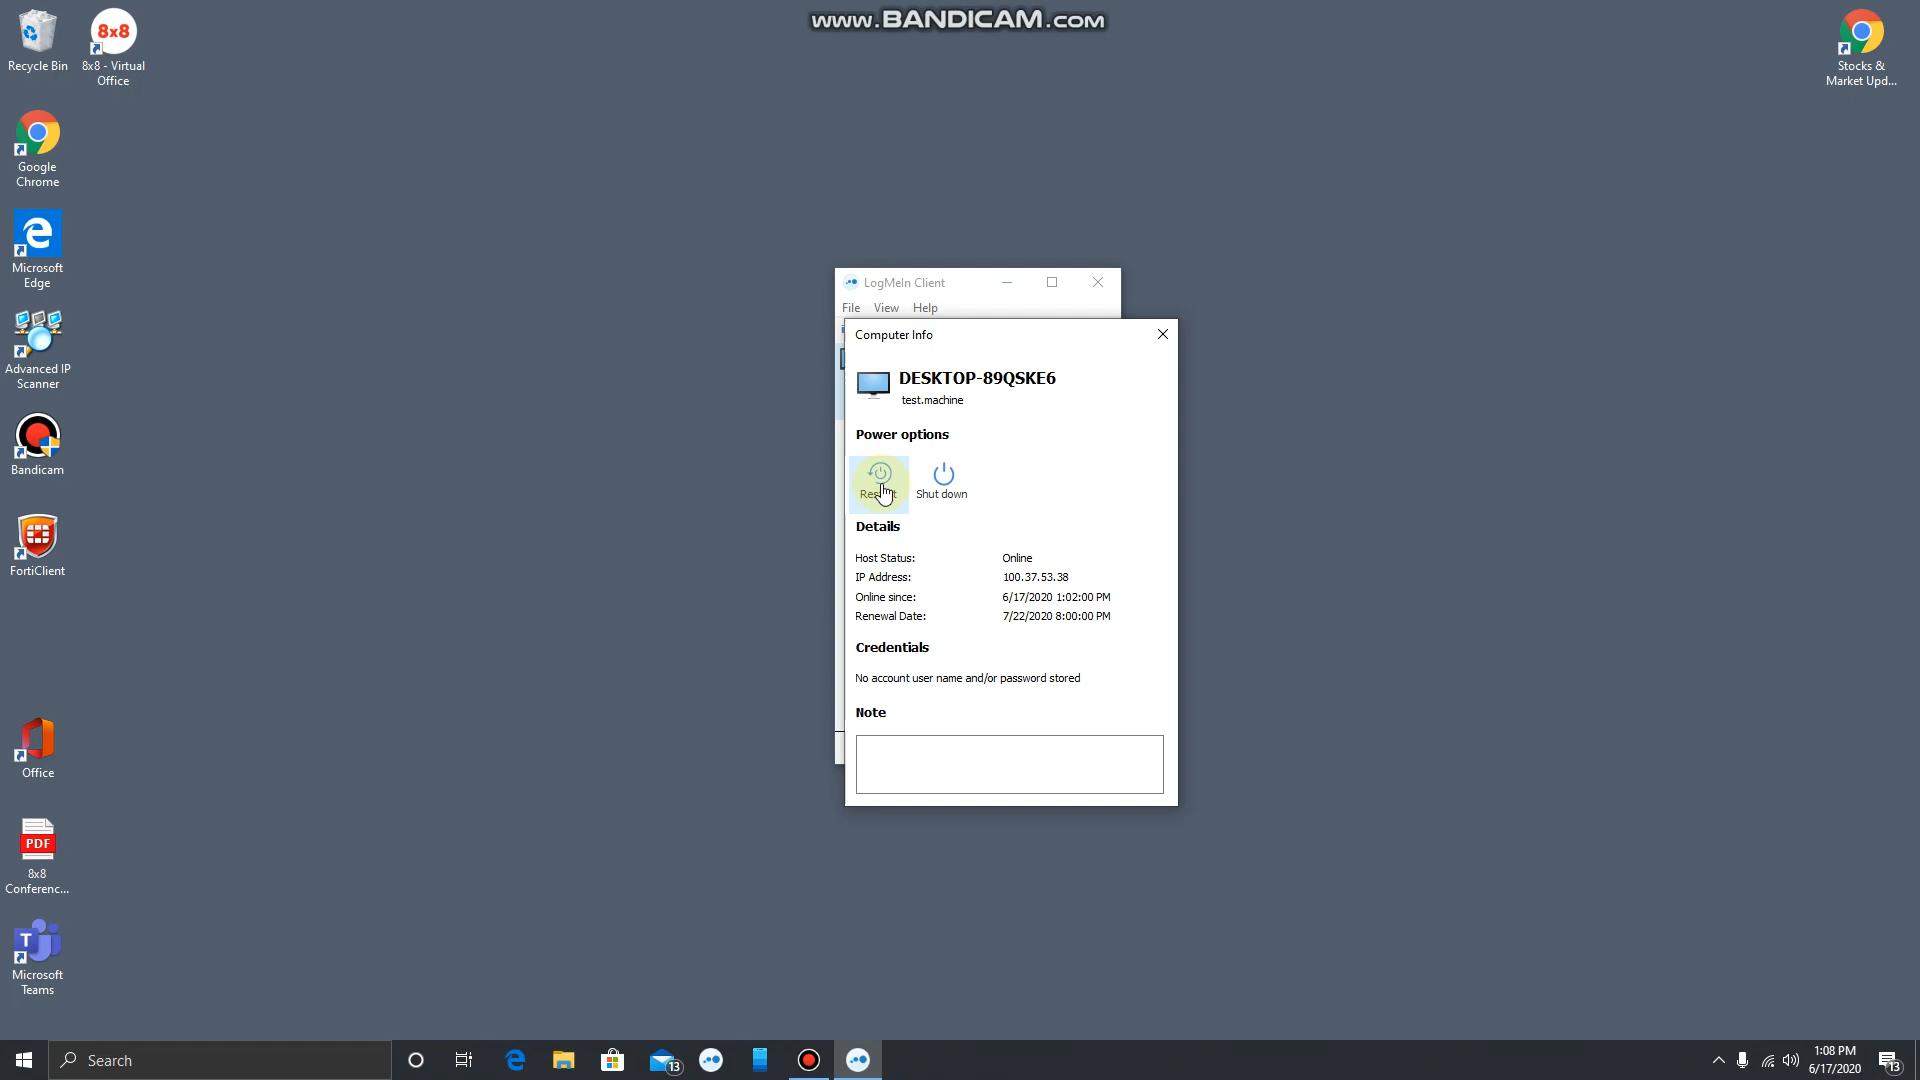 www.BANDICAM.com
Recycle Bin
8x8
8x8 - Virtual
Office
Stocks &
Market Upd...
Google
Chrome
Microsoft
Edge
Advanced IP
Scanner
Bandicam
FortiClient
Office
PDF
8x8
Conferenc...
T
Microsoft
Teams
LogMeIn Client
File View Help
Computer Info
DESKTOP-89QSKE6
test.machine
Power options
Shut down
Details
Host Status: Online
IP Address: 100.37.53.38
Online since: 6/17/2020 1:02:00 PM
Renewal Date: 7/22/2020 8:00:00 PM
Credentials
No account user name and/or password stored
Note
Search
13
1:08 PM
6/17/2020
13